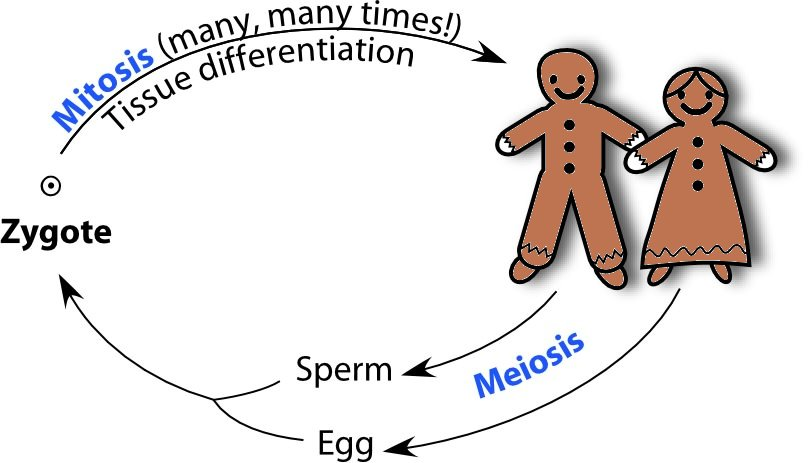 Mitosis (many, many times!)
Tissue differentiation
Zygote
Sperm
Meiosis
Egg